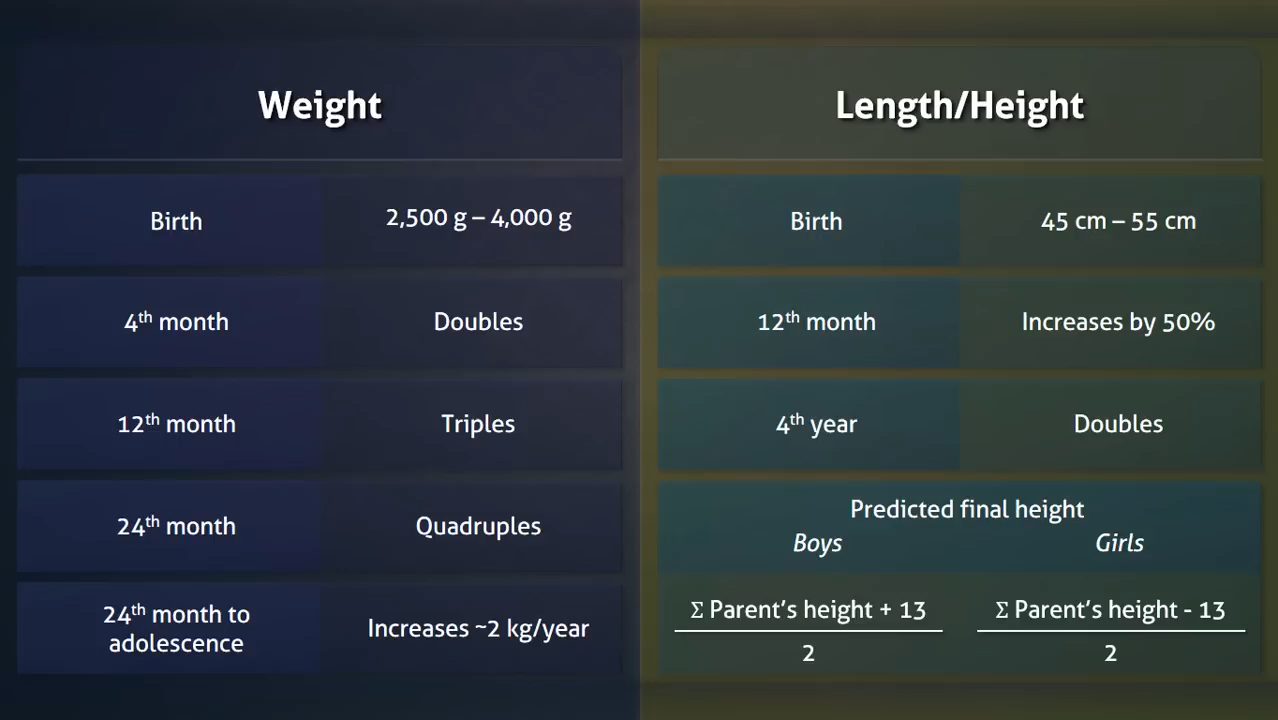 Weight
Birth
2,500 g – 4,000 g
4th month
Doubles
12th month
Triples
24th month
Quadruples
24th month to
adolescence
Increases ~2 kg/year
Length/Height
Birth
45 cm – 55 cm
12th month
Increases by 50%
4th year
Doubles
Predicted final height
Boys
Girls
Σ Parent's height + 13
2
Σ Parent's height - 13
2